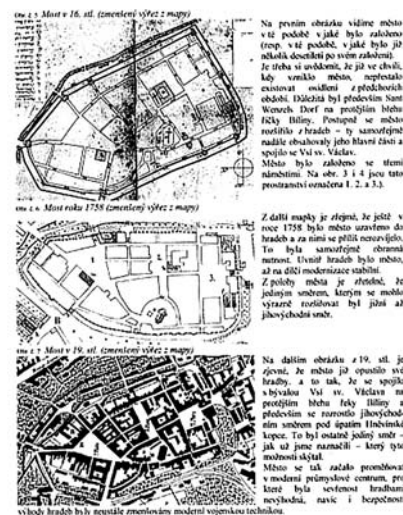 Obr. č. 5 Most v 16. stl. (zmenšený výřez z mapy)
Na prvním obrázku vidíme město
v té podobě v jaké bylo založeno
(resp. v té podobě, v jaké bylo již
několik desetiletí po svém založení).
Je třeba si uvědomit, že již ve chvíli,
kdy vzniklo město, nepřestalo
existovat osídlení z předchozích
období. Důležitá byl především Sant
Wenzels Dorf na protějším břehu
říčky Bíliny. Postupně se město
rozšířilo z hradeb – ty samozřejmě
nadále obsahovaly jeho hlavní části a
spojilo se Vsí sv. Václav.
Město bylo založeno se třemi
náměstími. Na obr. 3 i 4 jsou tato
prostranství označena 1. 2. a 3.).
Obr. č. 6 Most roku 1758 (zmenšený výřez z mapy)
1.
2.
3.
Z další mapky je zřejmé, že ještě v
roce 1758 bylo město uzavřeno do
hradeb a za nimi se příliš nerozvíjelo.
To byla samozřejmě obranná
nutnost. Uvnitř hradeb bylo město,
až na dílčí modernizace stabilní.
Z polohy města je zřetelné, že
jediným směrem, kterým se mohlo
výrazně rozšiřovat byl jižní až
jihovýchodní směr.
Obr. č. 7 Most v 19. stl. (zmenšený výřez z mapy)
Na dalším obrázku z 19. stl. je
zjevné, že město již opustilo své
hradby, a to tak, že se spojilo
s bývalou Vsí sv. Václava na
protějším břehu řeky Bíliny a
především se rozrostlo jihovýchod-
ním směrem pod úpatím Hněvínské
kopce. To byl ostatně jediný směr –
jak už jsme naznačili – který tyto
možnosti skýtal.
Město se tak začalo proměňovat
v moderní průmyslové centrum, pro
které byla sevřenost hradbami
nevýhodná, navíc i bezpečnostní
výhody hradeb byly neustále zmenšovány moderní vojenskou technikou.